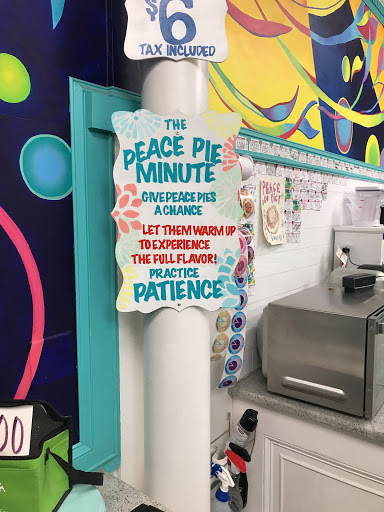 $6
TAX INCLUDED
THE
PEACE PIE
MINUTE
GIVE PEACE PIES
A CHANCE
LET THEM WARM UP
TO EXPERIENCE
THE FULL FLAVOR!
PRACTICE
PATIENCE
00